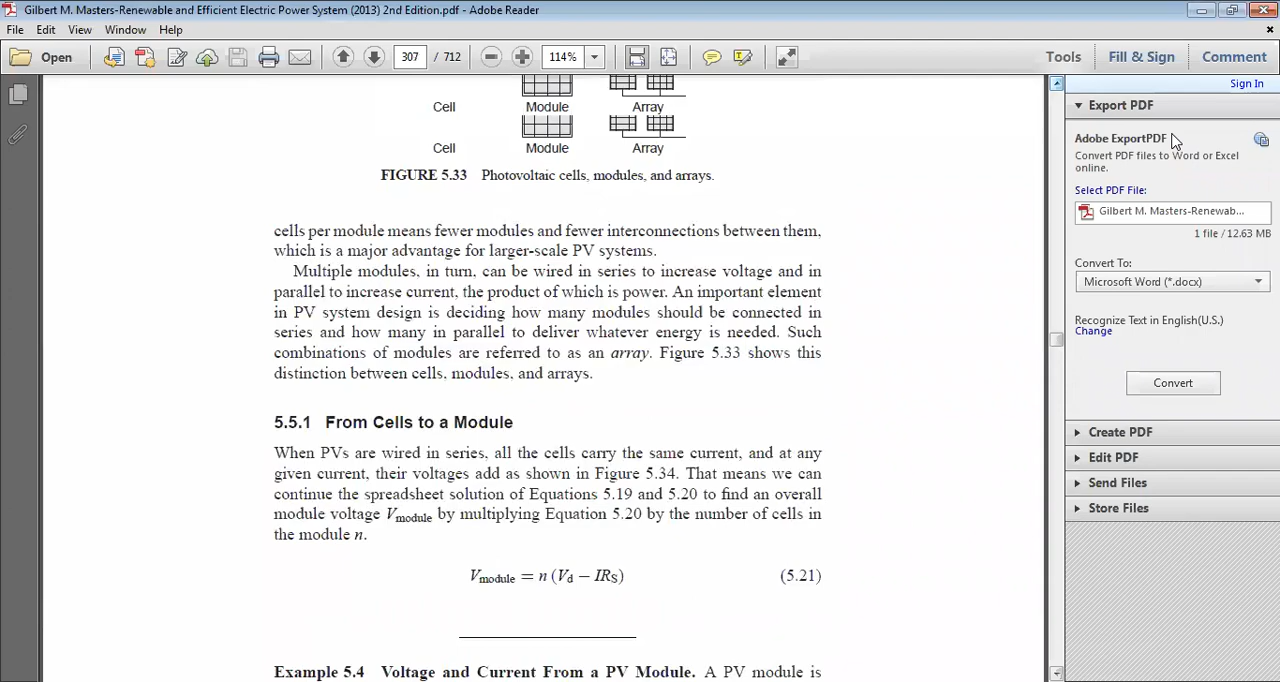 Gilbert M. Masters-Renewable and Efficient Electric Power System (2013) 2nd Edition.pdf - Adobe Reader
File Edit View Window Help
Open 307 / 712 114% Tools Fill & Sign Comment
Sign In
Export PDF
Adobe ExportPDF
Convert PDF files to Word or Excel
online.
Select PDF File:
Gilbert M. Masters-Renewab...
1 file / 12.63 MB
Convert To:
Microsoft Word (*.docx)
Recognize Text in English(U.S.)
Change
Convert
Create PDF
Edit PDF
Send Files
Store Files
Cell Module Array
Cell Module Array
FIGURE 5.33 Photovoltaic cells, modules, and arrays.
cells per module means fewer modules and fewer interconnections between them,
which is a major advantage for larger-scale PV systems.
Multiple modules, in turn, can be wired in series to increase voltage and in
parallel to increase current, the product of which is power. An important element
in PV system design is deciding how many modules should be connected in
series and how many in parallel to deliver whatever energy is needed. Such
combinations of modules are referred to as an array. Figure 5.33 shows this
distinction between cells, modules, and arrays.
5.5.1 From Cells to a Module
When PVs are wired in series, all the cells carry the same current, and at any
given current, their voltages add as shown in Figure 5.34. That means we can
continue the spreadsheet solution of Equations 5.19 and 5.20 to find an overall
module voltage Vmodule by multiplying Equation 5.20 by the number of cells in
the module n.
Vmodule = n (Vd − IRS) (5.21)
Example 5.4 Voltage and Current From a PV Module. A PV module is